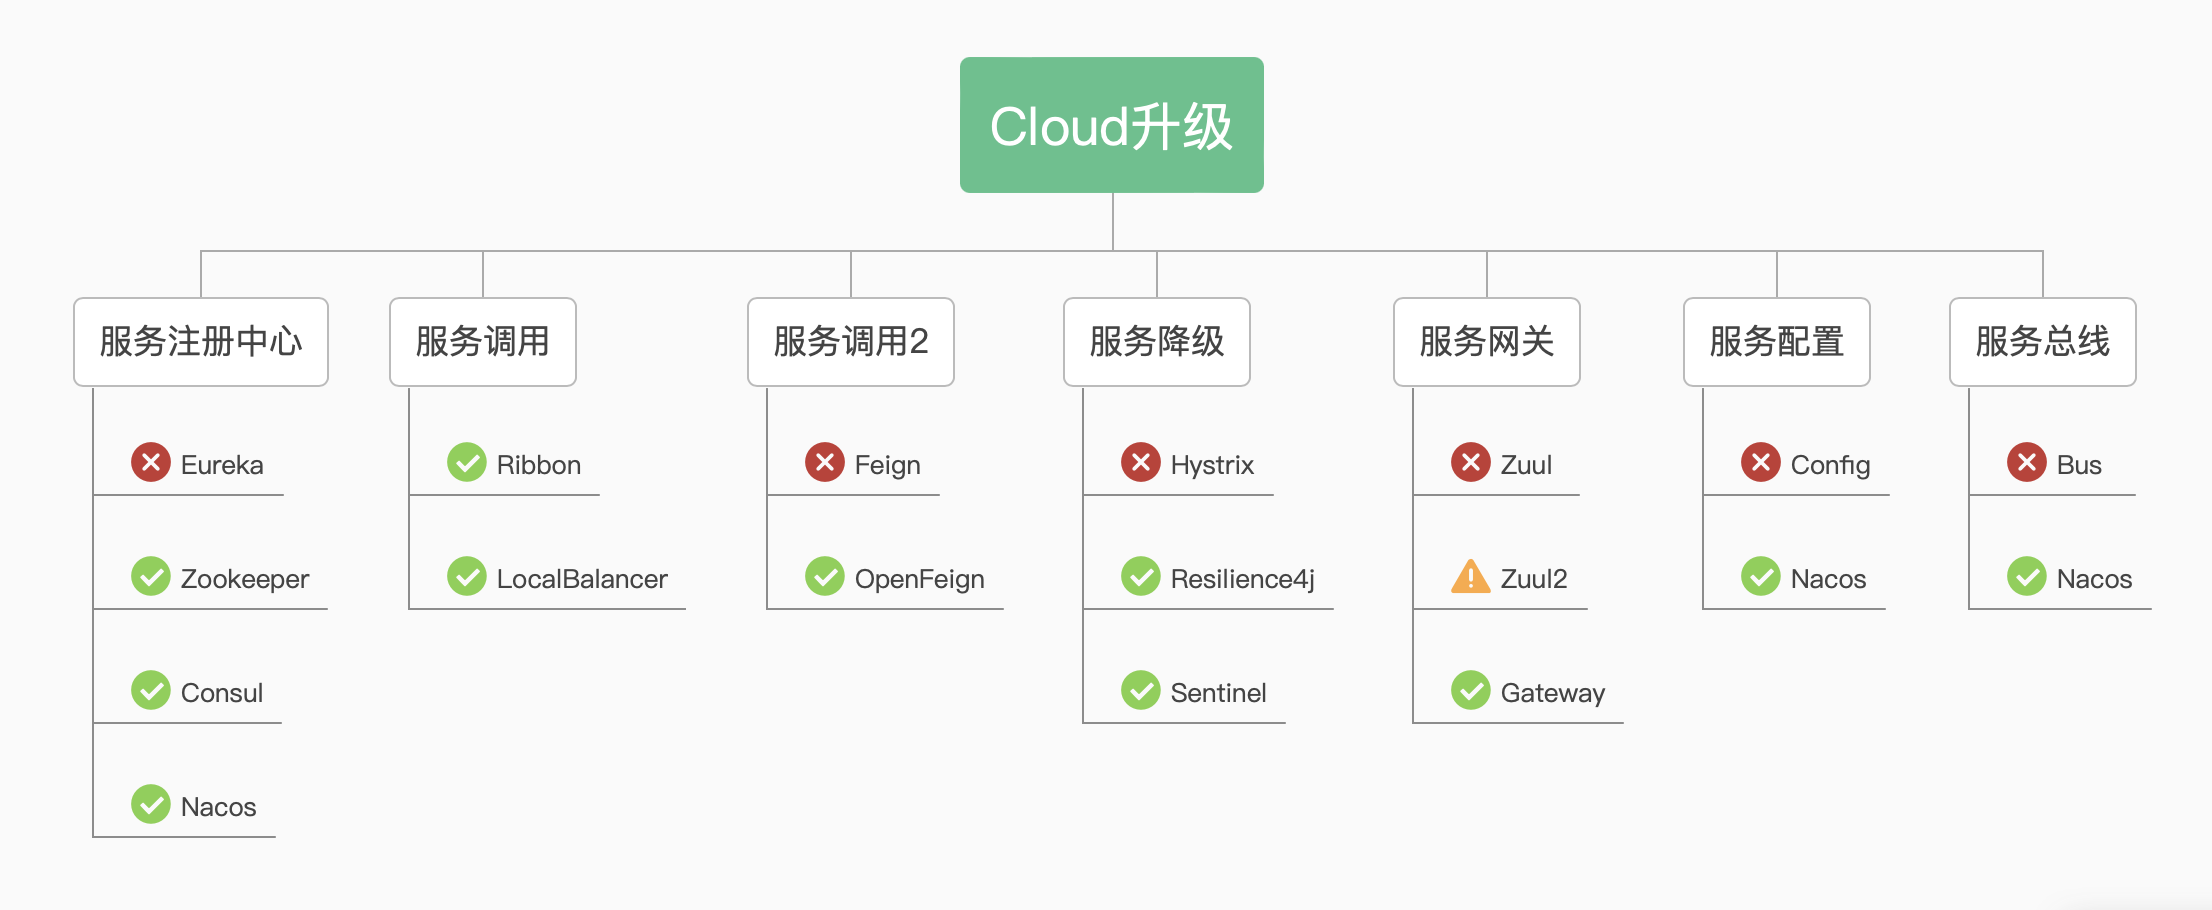 Cloud升级
服务注册中心
Eureka
Zookeeper
Consul
Nacos
服务调用
Ribbon
LocalBalancer
服务调用2
Feign
OpenFeign
服务降级
Hystrix
Resilience4j
Sentinel
服务网关
Zuul
Zuul2
Gateway
服务配置
Config
Nacos
服务总线
Bus
Nacos